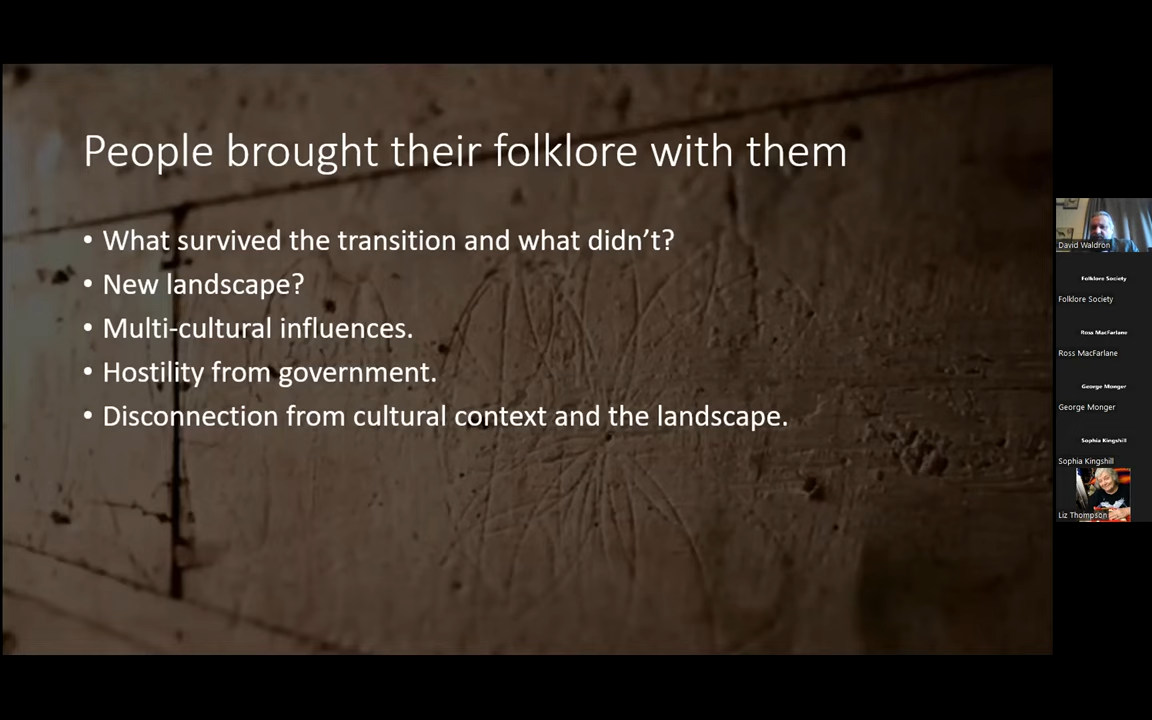 People brought their folklore with them
• What survived the transition and what didn’t?
• New landscape?
• Multi-cultural influences.
• Hostility from government.
• Disconnection from cultural context and the landscape.
David Waldron
Folklore Society
Folklore Society
Ross MacFarlane
Ross MacFarlane
George Monger
George Monger
Sophia Kingshill
Sophia Kingshill
Liz Thompson